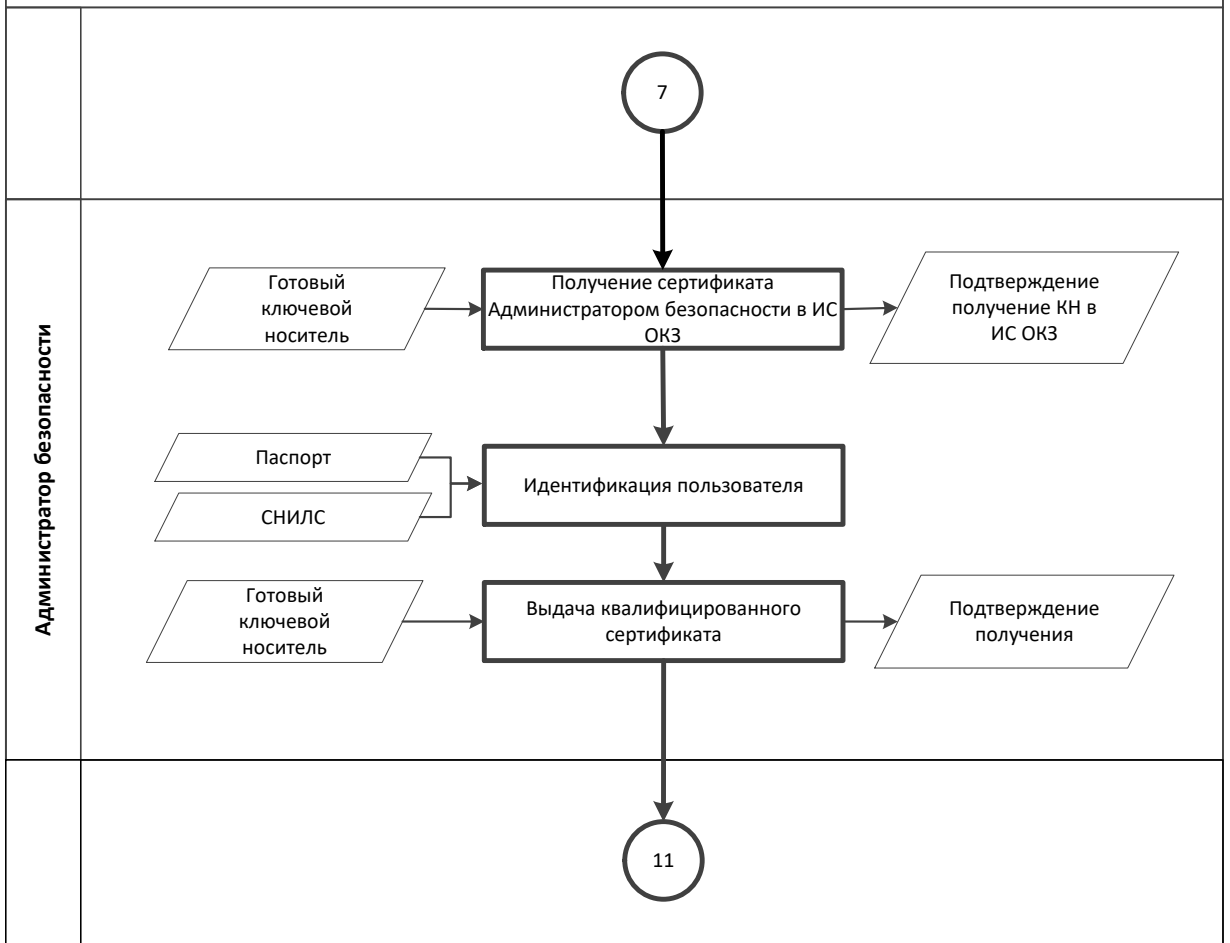 7
Администратор безопасности
Готовый
ключевой
носитель
Получение сертификата
Администратором безопасности в ИС
ОКЗ
Подтверждение
получение КН в
ИС ОКЗ
Паспорт
СНИЛС
Идентификация пользователя
Готовый
ключевой
носитель
Выдача квалифицированного
сертификата
Подтверждение
получения
11